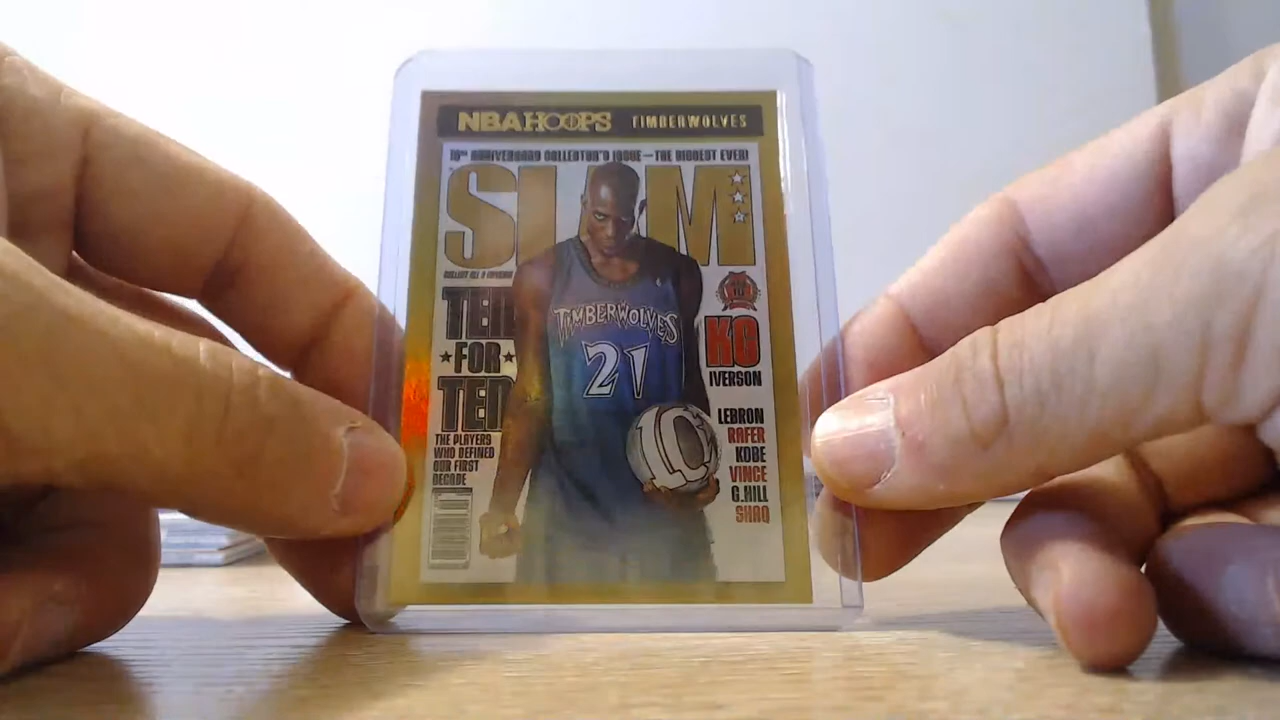 NBA HOOPS TIMBERWOLVES
10TH ANNIVERSARY COLLECTOR'S ISSUE—THE BIGGEST EVER!
SLAM
TEN
★FOR★
TEN
THE PLAYERS
WHO DEFINED
OUR FIRST
DECADE
TIMBERWOLVES
21
10
KG
IVERSON
LEBRON
RAFER
KOBE
VINCE
G.HILL
SHAQ